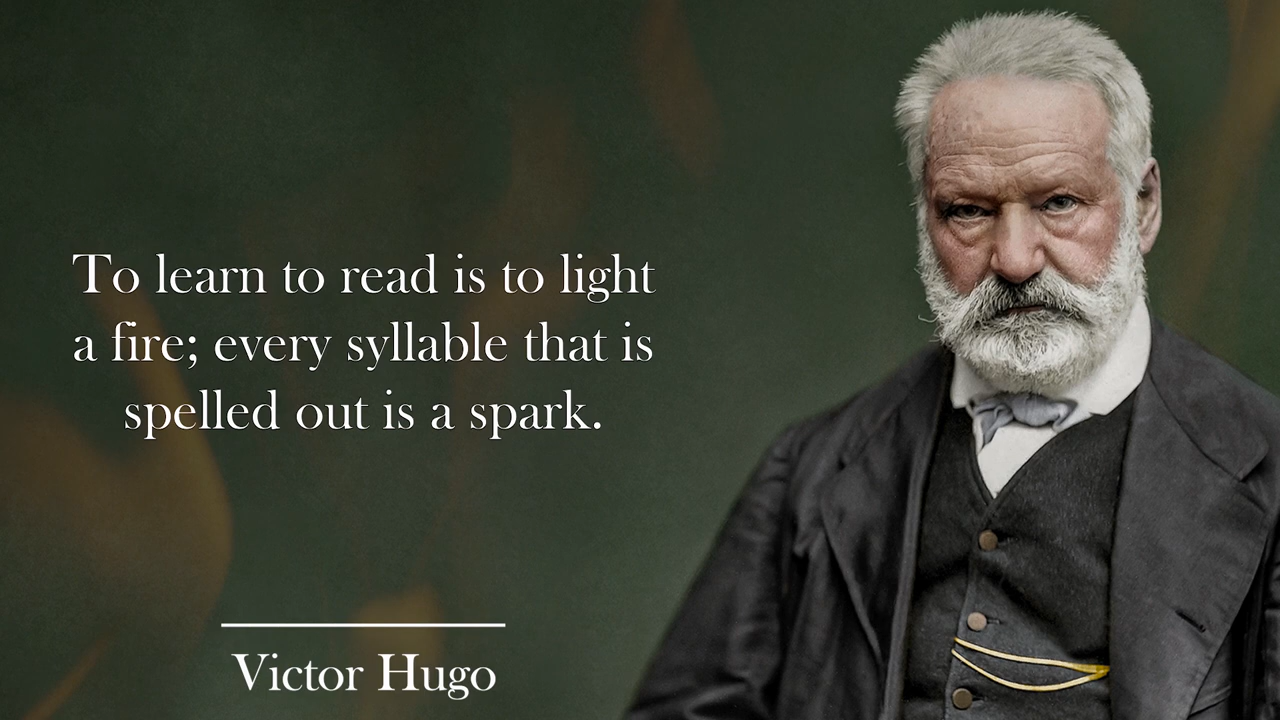 To learn to read is to light
a fire; every syllable that is
spelled out is a spark.
Victor Hugo